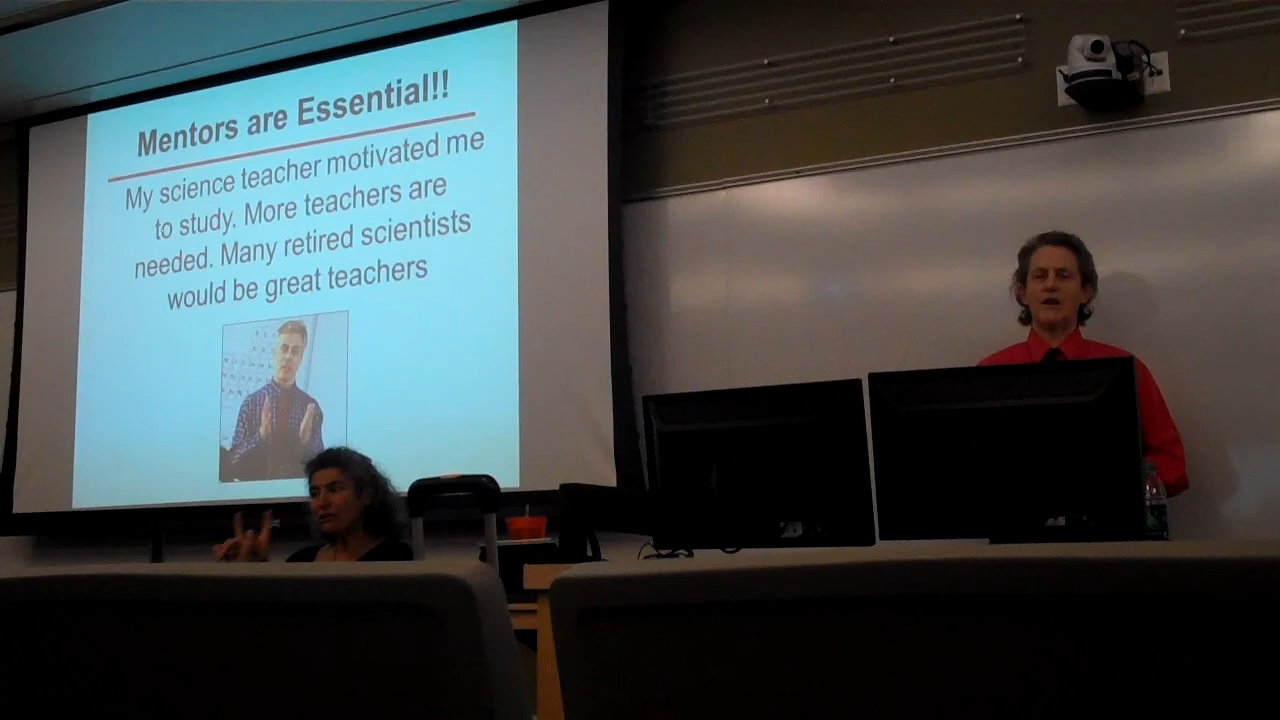 Mentors are Essential!!
My science teacher motivated me
to study. More teachers are
needed. Many retired scientists
would be great teachers